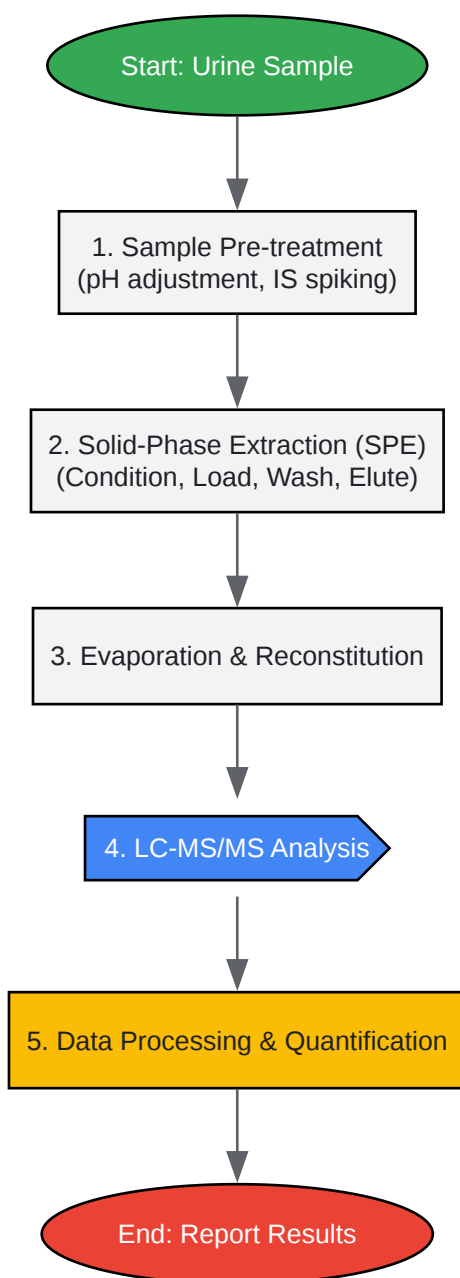 Start: Urine Sample
1. Sample Pre-treatment
(pH adjustment, IS spiking)
2. Solid-Phase Extraction (SPE)
(Condition, Load, Wash, Elute)
3. Evaporation & Reconstitution
4. LC-MS/MS Analysis
5. Data Processing & Quantification
End: Report Results